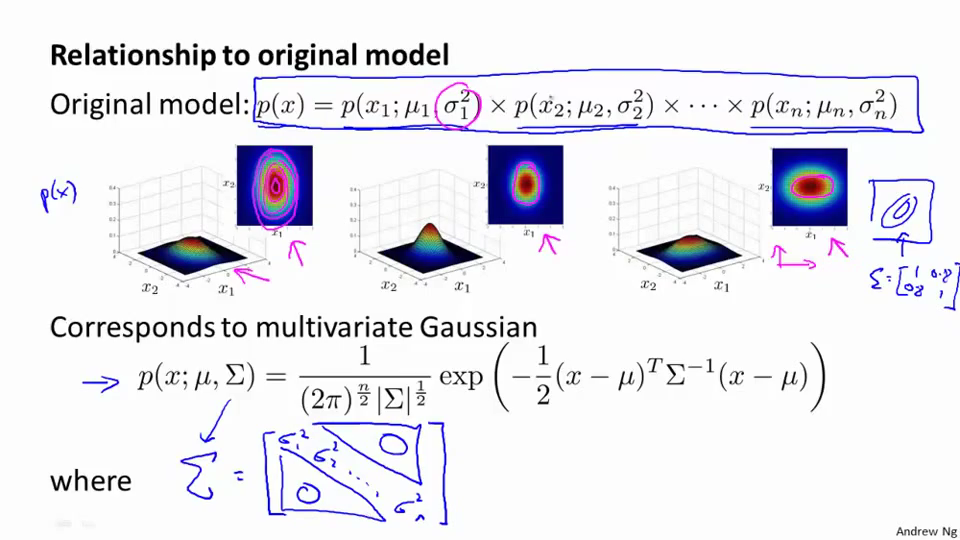 Relationship to original model
Original model: p(x) = p(x₁; μ₁, σ₁²) × p(x₂; μ₂, σ₂²) × ⋯ × p(xₙ; μₙ, σₙ²)
p(x)
x₂
x₁
x₂
x₁
x₂
x₁
x₂ x₁
x₂ x₁
x₂ x₁
Σ = [1 0.8
0.8 1]
Corresponds to multivariate Gaussian
→ p(x; μ, Σ) = 1 / ((2π)^{n/2} |Σ|^{1/2}) exp(−1/2 (x − μ)ᵀ Σ⁻¹ (x − μ))
where Σ = [σ₁² σ₂² ⋱ σₙ² 0 0]
Andrew Ng